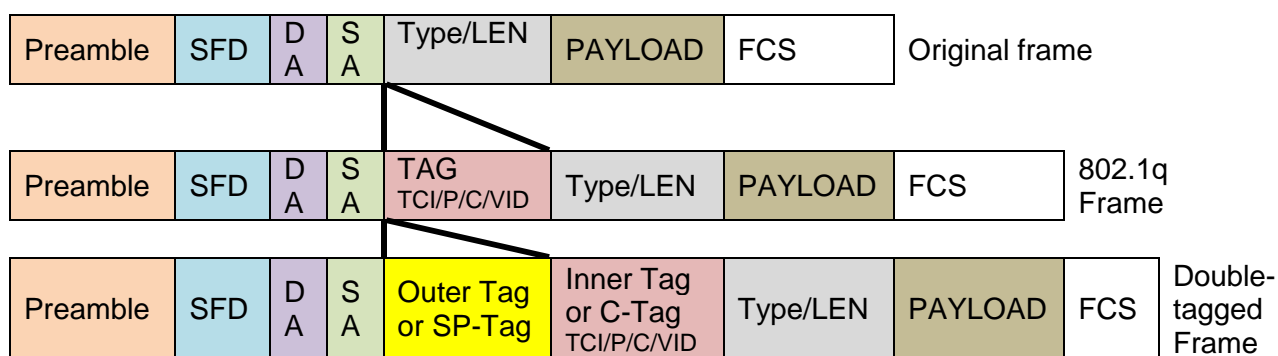 Preamble SFD D A S A Type/LEN PAYLOAD FCS Original frame
Preamble SFD D A S A TAG TCI/P/C/VID Type/LEN PAYLOAD FCS 802.1q Frame
Preamble SFD D A S A Outer Tag or SP-Tag Inner Tag or C-Tag TCI/P/C/VID Type/LEN PAYLOAD FCS Double-tagged Frame